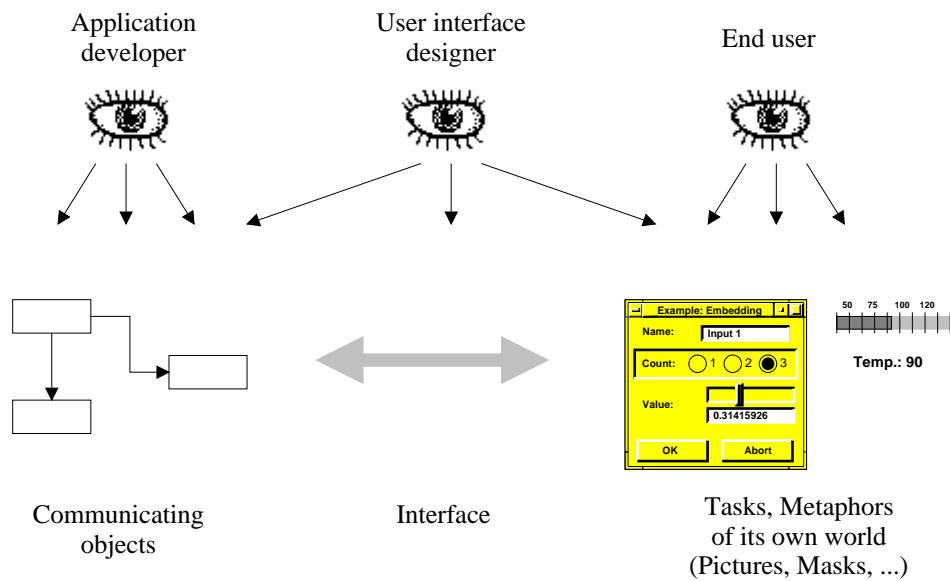 Application
developer
User interface
designer
End user
Example: Embedding
Name:
Input 1
Count:
1 2 3
Value:
0.31415926
OK
Abort
50 75 100 120
Temp.: 90
Communicating
objects
Interface
Tasks, Metaphors
of its own world
(Pictures, Masks, ...)